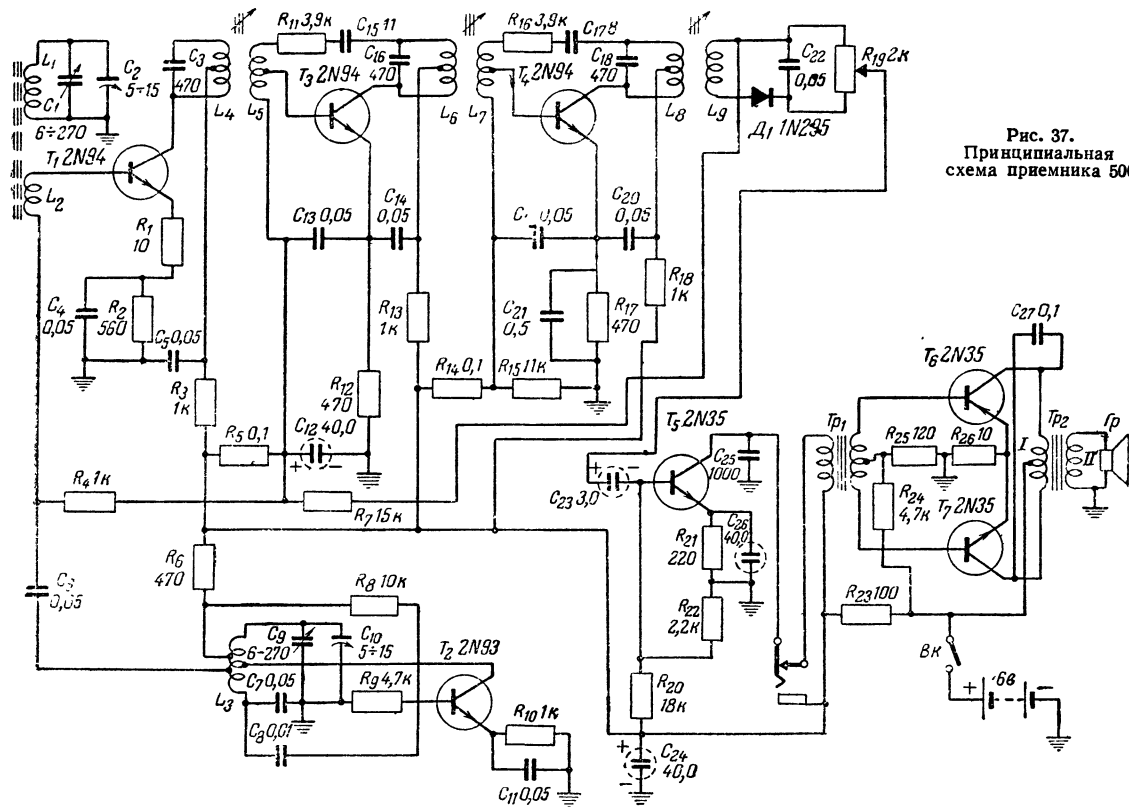 R11 3,9к
C15 11
R16 3,9к
C17 8
L1
C2
5÷15
C3
470
C16
470
T3 2N94
T4 2N94
C18
470
C22
0,05
R19 2к
C1
6÷270
L4
L5
L6
L7
L8
L9
Д1 1N295
T1 2N94
L2
Рис. 37.
Принципиальная
схема приемника 500
R1
10
C13 0,05
C14
0,05
0,05
C20
0,05
R18
1к
C4
0,05
R2
560
C5 0,05
R13
1к
C21
0,5
R17
470
C27 0,1
R3
1к
R12
470
R14 0,1
R15 11к
T6 2N35
R5 0,1
C12 40,0
+ −
T5 2N35
Тр1
R25 120
R26 10
I
Тр2
II
Гр
C25
1000
R4 1к
R7 15к
+ −
C23 3,0
R24
4,7к
T7 2N35
C26
40,0
R21
220
R6
470
0,05
R8 10к
R22
2,2к
R23 100
C9
6-270
C10
5÷15
T2 2N93
Вк
+ 6в −
C7 0,05
L3
R9 4,7к
R20
18к
C8 0,01
R10 1к
+
C24
40,0
−
C11 0,05